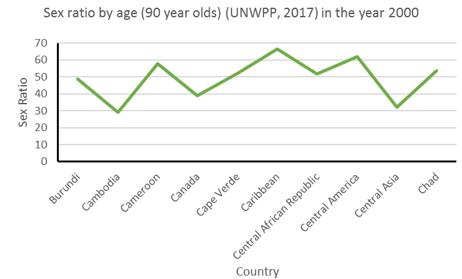 Sex ratio by age (90 year olds) (UNWPP, 2017) in the year 2000
70
60
50
40
30
20
10
0
Sex Ratio
Burundi
Cambodia
Cameroon
Canada
Cape Verde
Caribbean
Central African Republic
Central America
Central Asia
Chad
Country